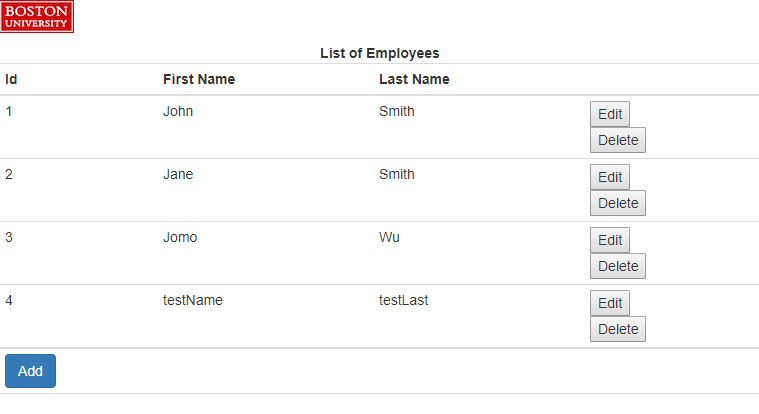 BOSTON
UNIVERSITY
List of Employees
Id First Name Last Name
1 John Smith Edit
Delete
2 Jane Smith Edit
Delete
3 Jomo Wu Edit
Delete
4 testName testLast Edit
Delete
Add